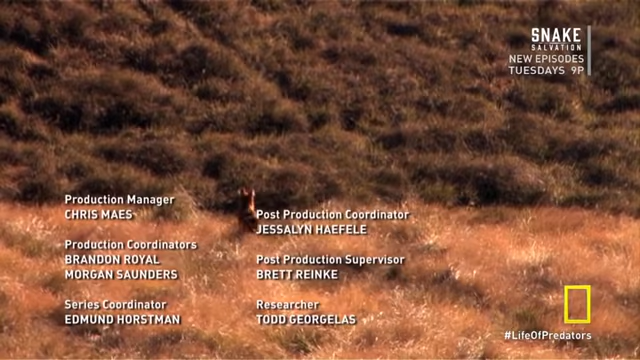 SNAKE
SALVATION
NEW EPISODES
TUESDAYS 9P
Production Manager
CHRIS MAES
Production Coordinators
BRANDON ROYAL
MORGAN SAUNDERS
Series Coordinator
EDMUND HORSTMAN
Post Production Coordinator
JESSALYN HAEFELE
Post Production Supervisor
BRETT REINKE
Researcher
TODD GEORGELAS
#LifeOfPredators